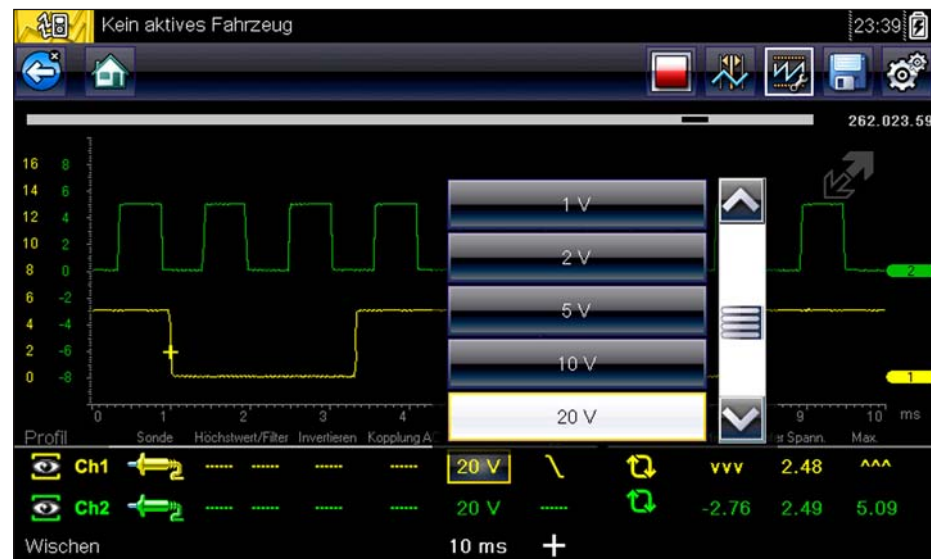 Kein aktives Fahrzeug 23:39
262.023.59
16 8
14 6
12 4
10 2
8 0
6 -2
4 -4
2 -6
0 -8
1 V
2 V
5 V
10 V
20 V
2
1
0 1 2 3 4 9 10 ms
Profil Sonde Höchstwert/Filter Invertieren Kopplung A er Spann. Max.
Ch1 ------ ------ ------ ------ 20 V vvv 2.48 ^^^
Ch2 ------ ------ ------ ------ 20 V ------ -2.76 2.49 5.09
Wischen 10 ms +